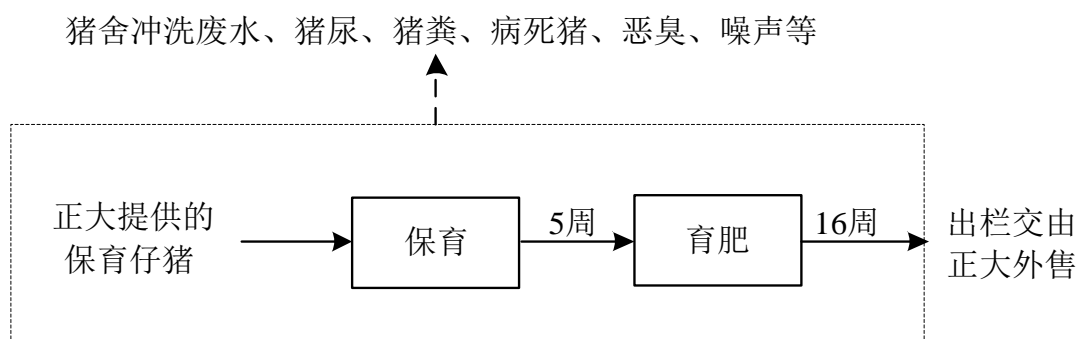 猪舍冲洗废水、猪尿、猪粪、病死猪、恶臭、噪声等
正大提供的
保育仔猪
保育
5周
育肥
16周
出栏交由
正大外售